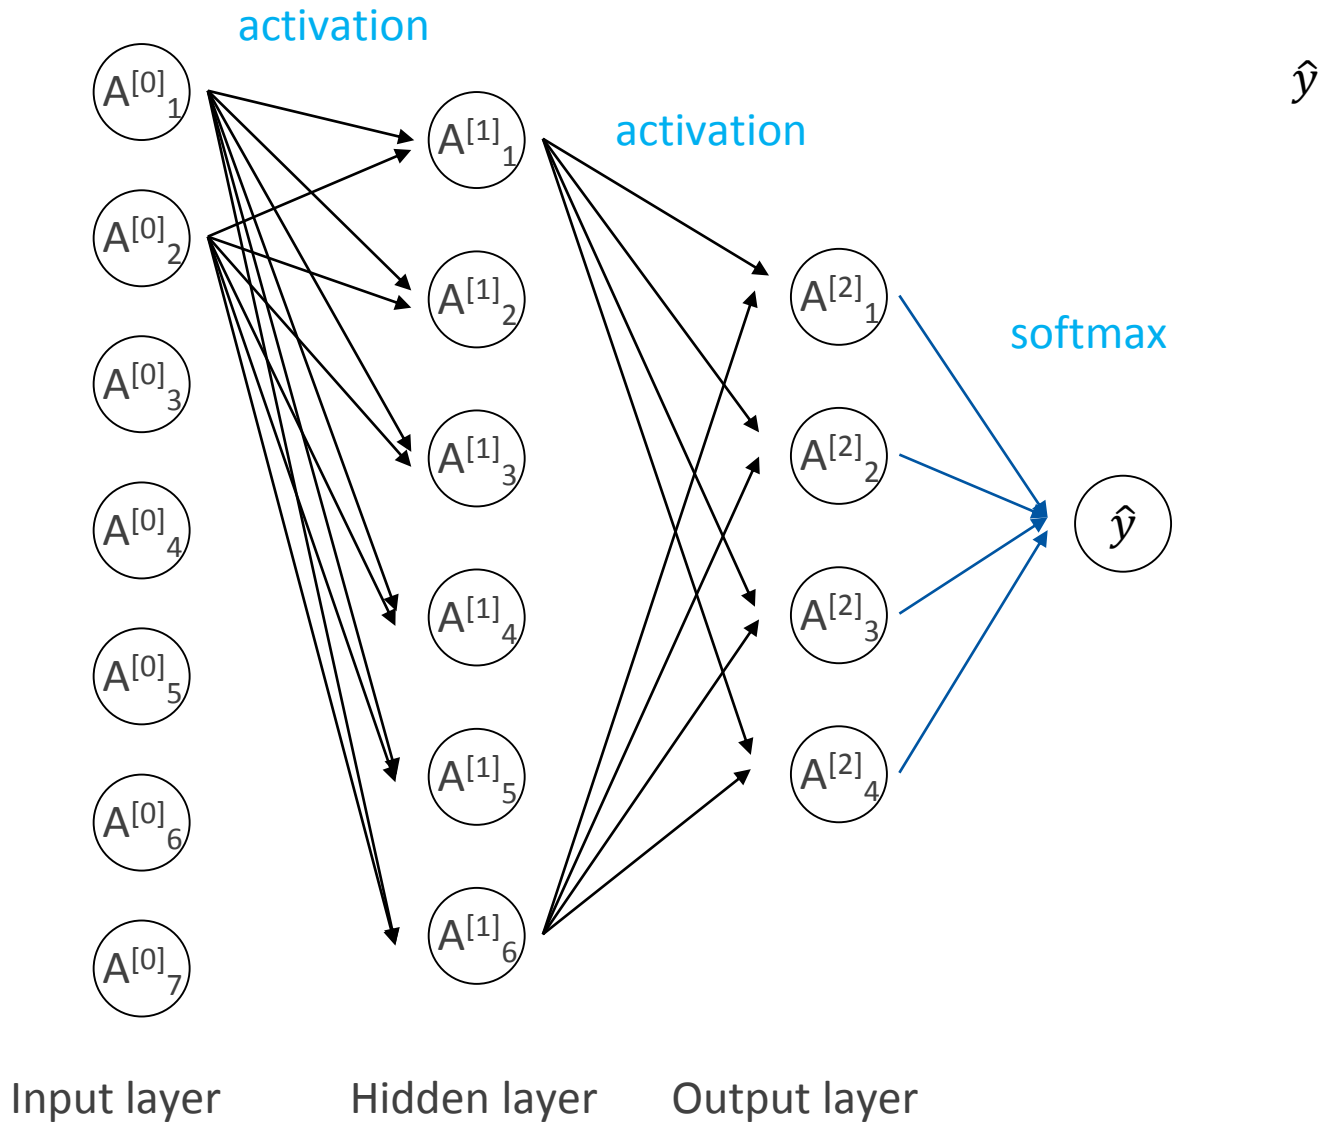 activation
ŷ
A[0]1
A[1]1
activation
A[0]2
A[1]2
A[2]1
softmax
A[0]3
A[1]3
A[2]2
A[0]4
ŷ
A[1]4
A[2]3
A[0]5
A[1]5
A[2]4
A[0]6
A[1]6
A[0]7
Input layer
Hidden layer
Output layer